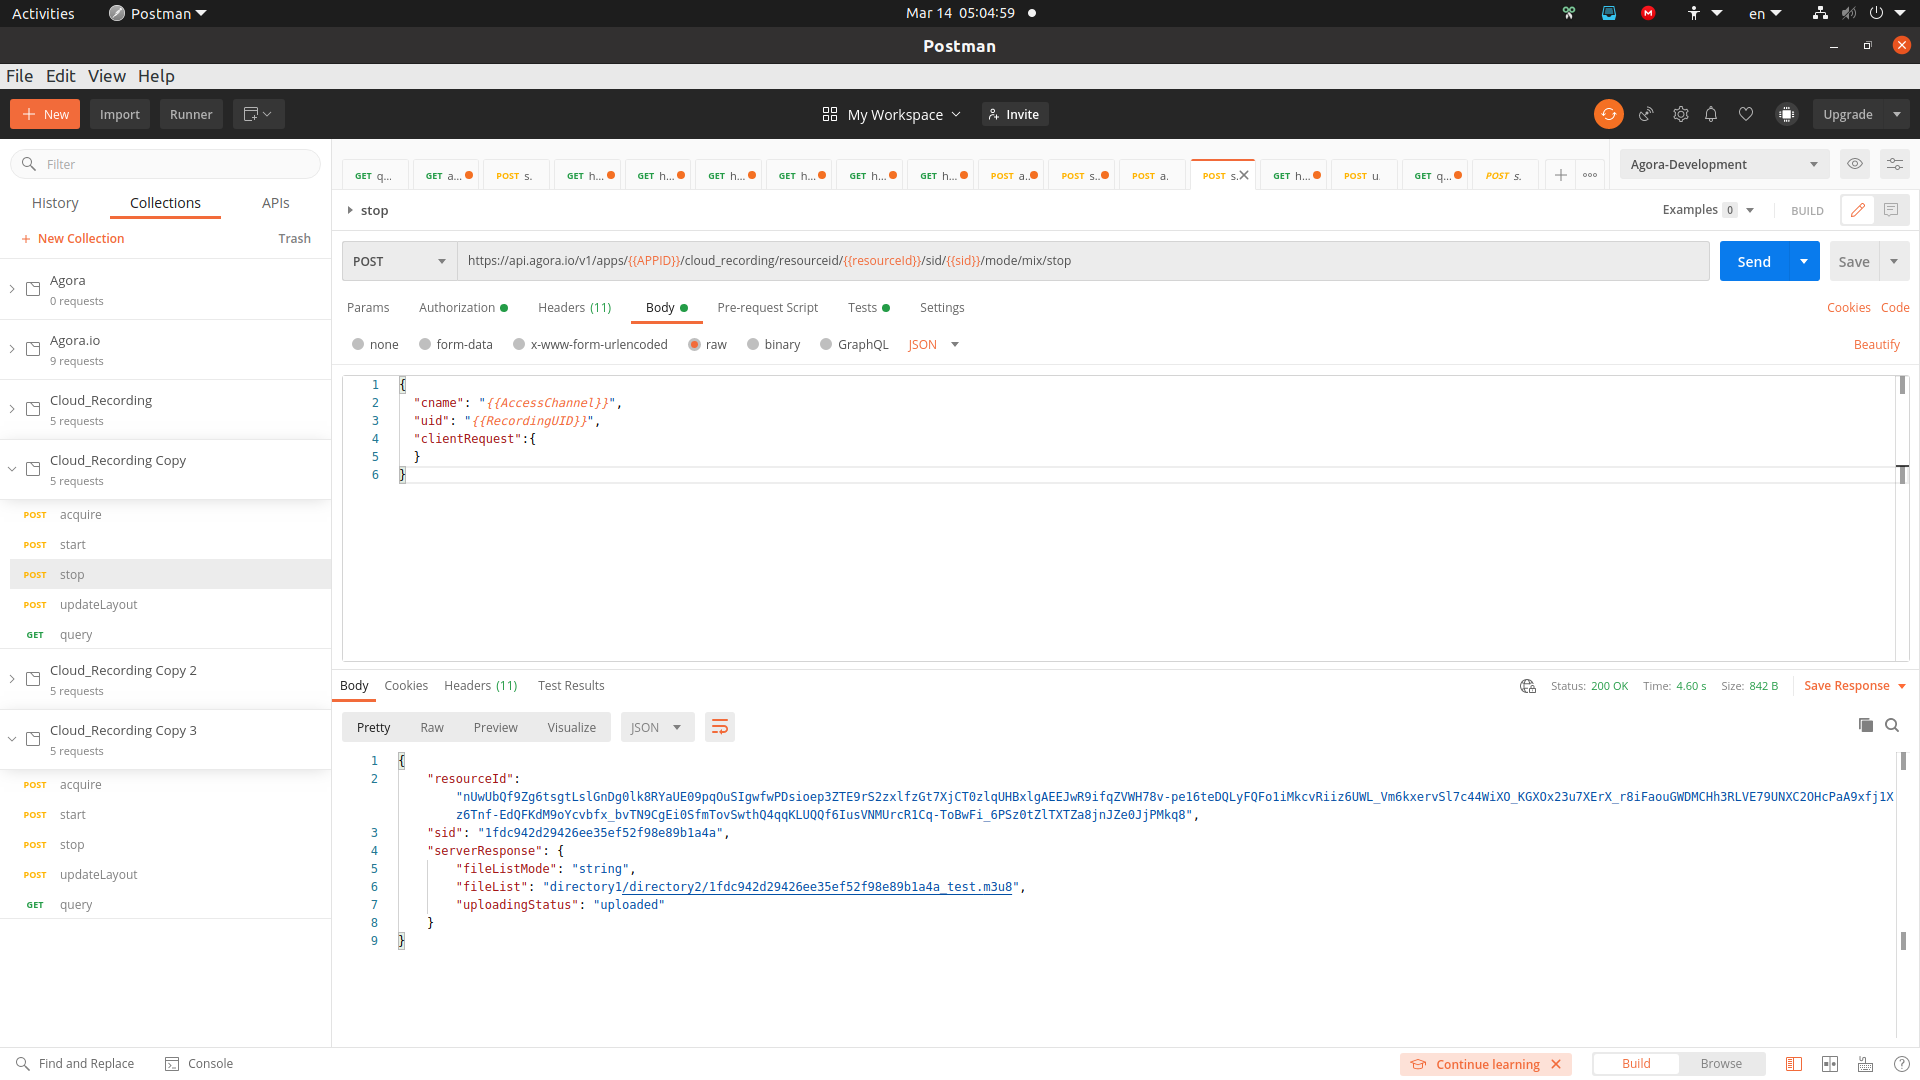 Activities Postman Mar 14 05:04:59 en
Postman
File Edit View Help
New Import Runner My Workspace Invite Upgrade
Filter
History Collections APIs
+ New Collection Trash
Agora
0 requests
Agora.io
9 requests
Cloud_Recording
5 requests
Cloud_Recording Copy
5 requests
POST acquire
POST start
POST stop
POST updateLayout
GET query
Cloud_Recording Copy 2
5 requests
Cloud_Recording Copy 3
5 requests
POST acquire
POST start
POST stop
POST updateLayout
GET query
GET q... GET a... POST s. GET h... GET h... GET h... GET h... GET h... GET h... POST a.. POST s.. POST a. POST s. GET h... POST u. GET q... POST s.
Agora-Development
stop Examples 0 BUILD
POST https://api.agora.io/v1/apps/{{APPID}}/cloud_recording/resourceid/{{resourceId}}/sid/{{sid}}/mode/mix/stop Send Save
Params Authorization Headers (11) Body Pre-request Script Tests Settings Cookies Code
none form-data x-www-form-urlencoded raw binary GraphQL JSON Beautify
1 {
2 "cname": "{{AccessChannel}}",
3 "uid": "{{RecordingUID}}",
4 "clientRequest":{
5 }
6 }
Body Cookies Headers (11) Test Results Status: 200 OK Time: 4.60 s Size: 842 B Save Response
Pretty Raw Preview Visualize JSON
1 {
2 "resourceId":
"nUwUbQf9Zg6tsgtLslGnDg0lk8RYaUE09pqOuSIgwfwPDsioep3ZTE9rS2zxlfzGt7XjCT0zlqUHBxlgAEEJwR9ifqZVWH78v-pe16teDQLyFQFo1iMkcvRiiz6UWL_Vm6kxervSl7c44WiXO_KGXOx23u7XErX_r8iFaouGWDMCHh3RLVE79UNXC2OHcPaA9xfj1X
z6Tnf-EdQFKdM9oYcvbfx_bvTN9CgEi0SfmTovSwthQ4qqKLUQQf6IusVNMUrcR1Cq-ToBwFi_6PSz0tZlTXTZa8jnJZe0JjPMkq8",
3 "sid": "1fdc942d29426ee35ef52f98e89b1a4a",
4 "serverResponse": {
5 "fileListMode": "string",
6 "fileList": "directory1/directory2/1fdc942d29426ee35ef52f98e89b1a4a_test.m3u8",
7 "uploadingStatus": "uploaded"
8 }
9 }
Find and Replace Console Continue learning Build Browse